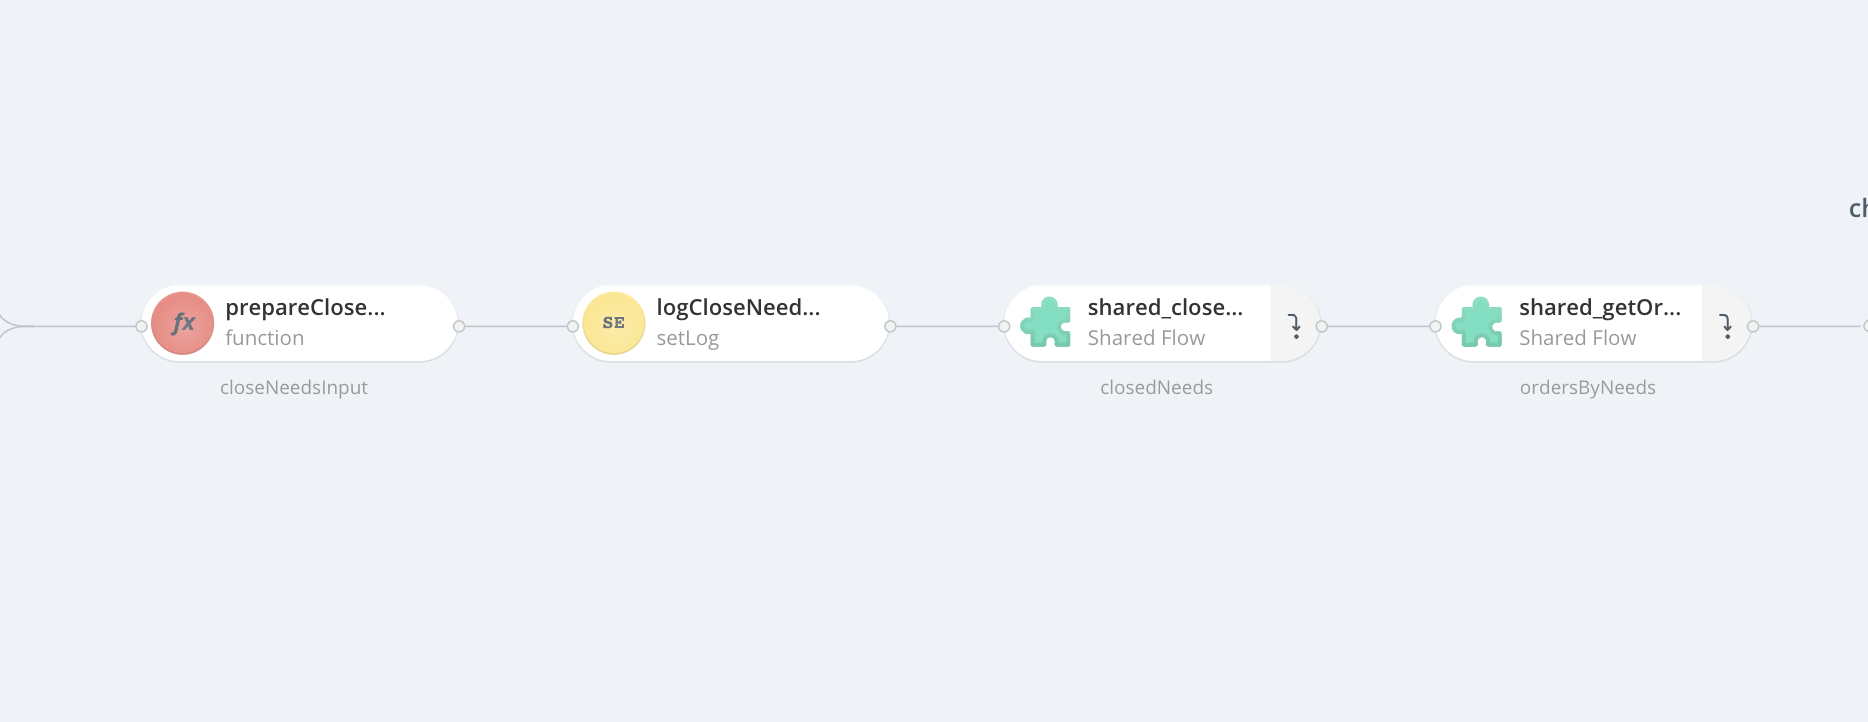 ch
fx
prepareClose...
function
closeNeedsInput
SE
logCloseNeed...
setLog
shared_close...
Shared Flow
closedNeeds
shared_getOr...
Shared Flow
ordersByNeeds